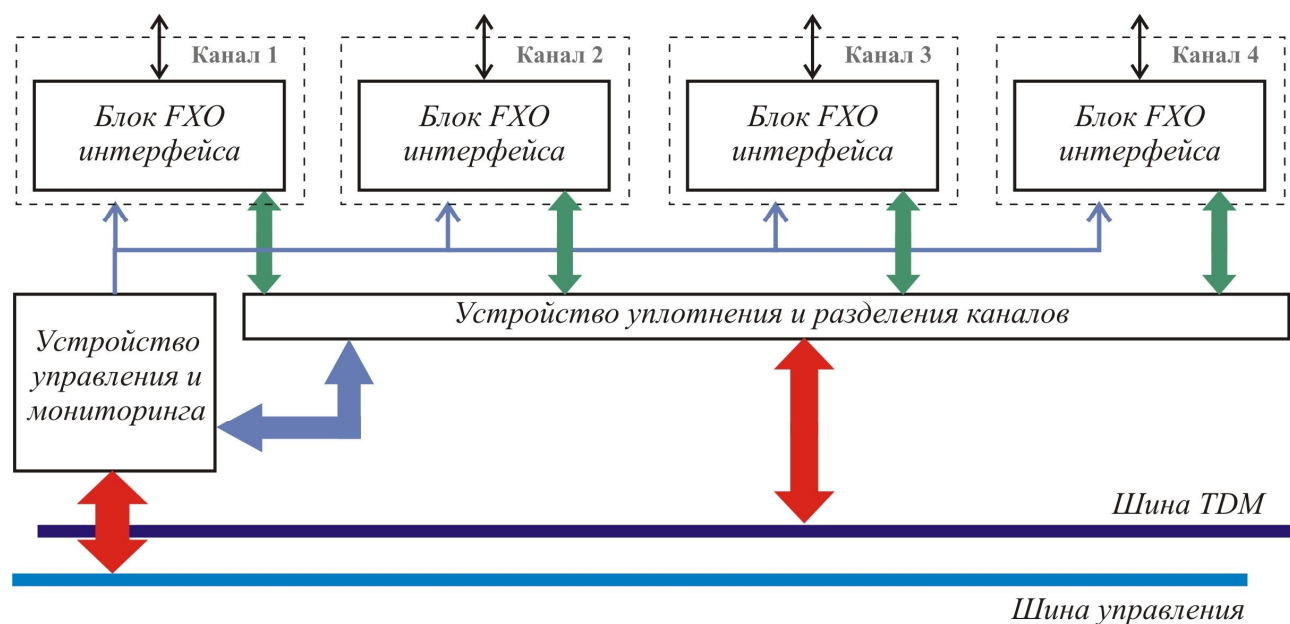 Канал 1
Канал 2
Канал 3
Канал 4
Блок FXO
интерфейса
Блок FXO
интерфейса
Блок FXO
интерфейса
Блок FXO
интерфейса
Устройство
управления и
мониторинга
Устройство уплотнения и разделения каналов
Шина TDM
Шина управления